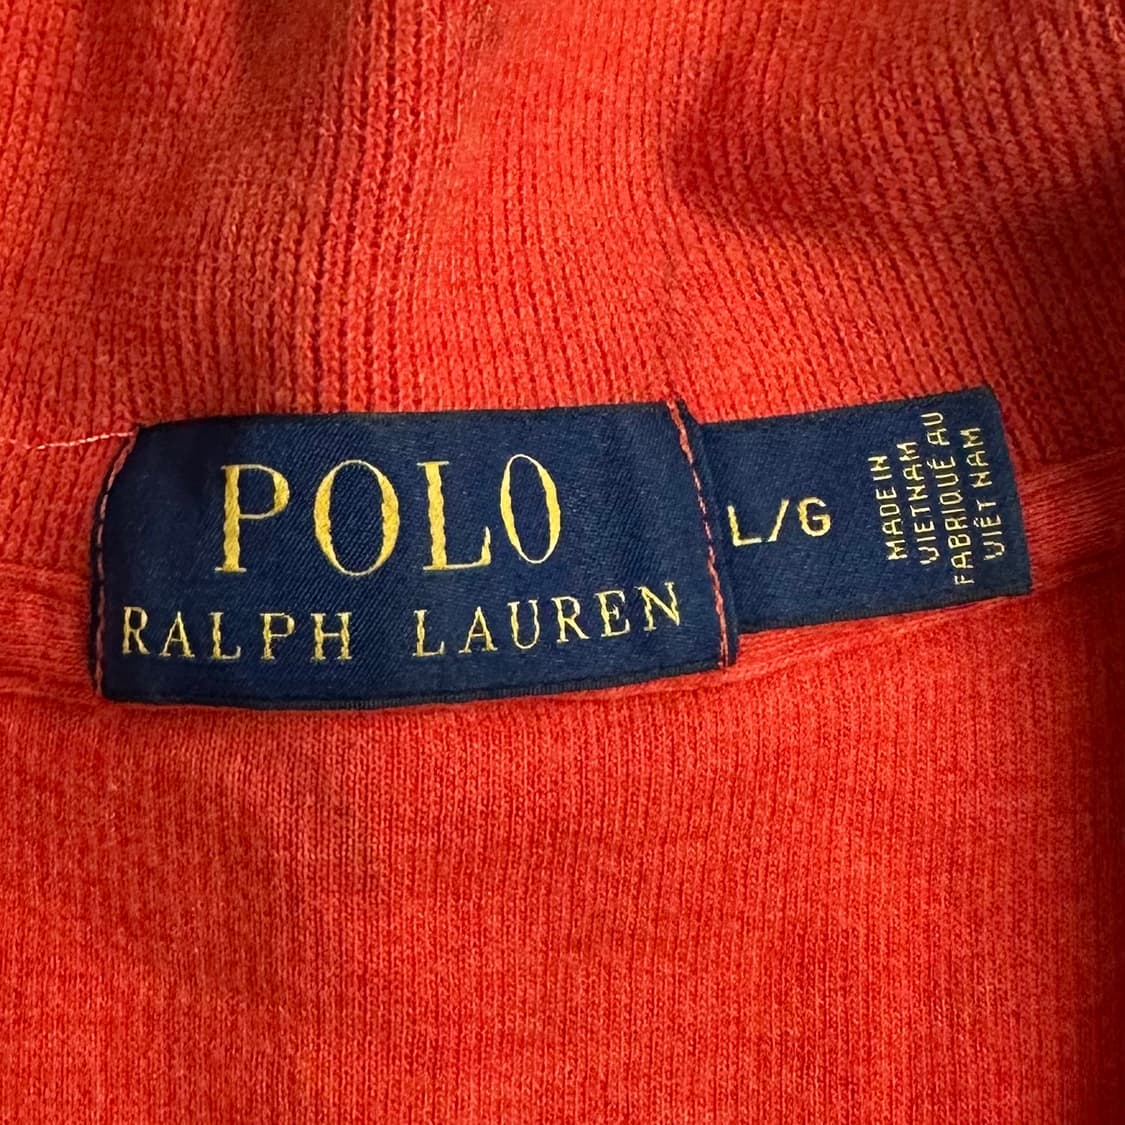 POLO
RALPH LAUREN
L/G
MADE IN
VIETNAM
FABRIQUÉ AU
VIÊT NAM